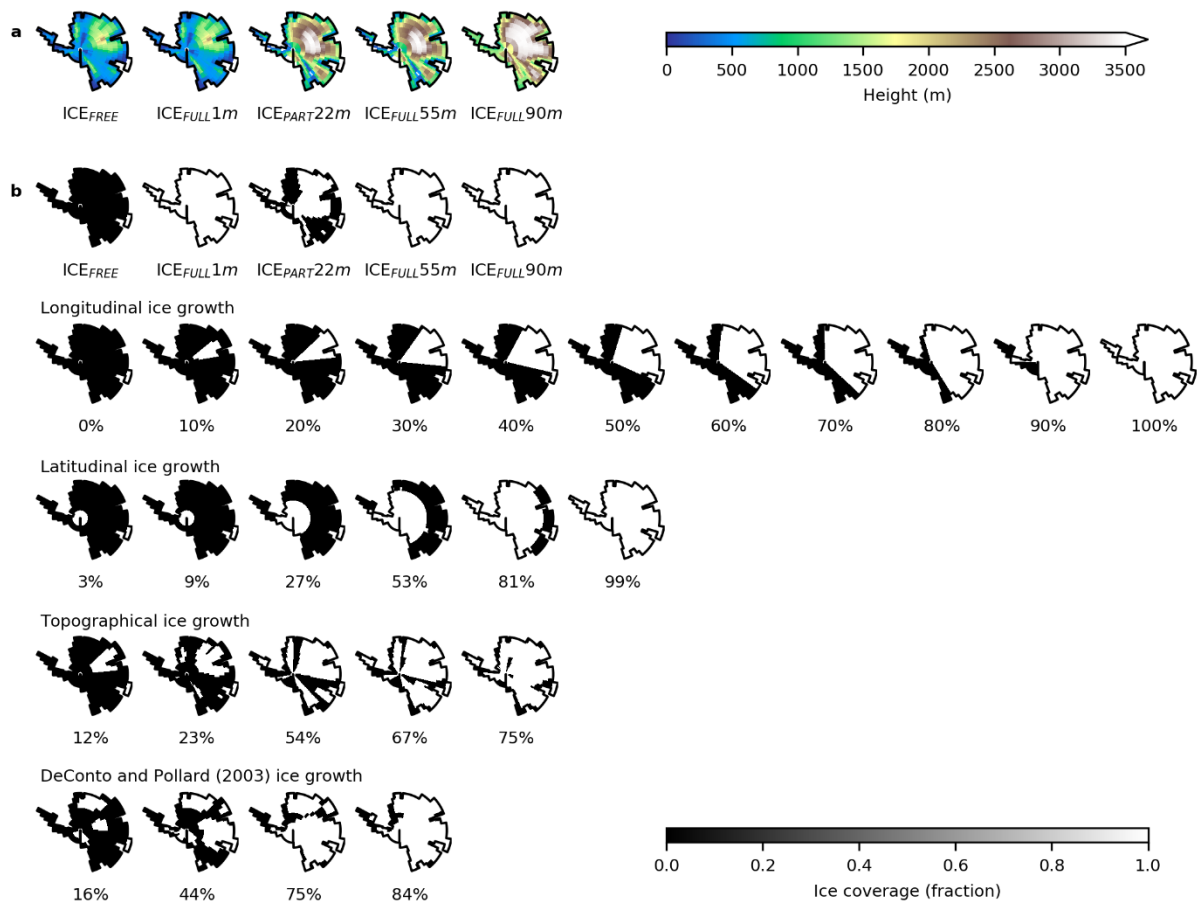 a
ICE_FREE ICE_FULL1m ICE_PART22m ICE_FULL55m ICE_FULL90m
0 500 1000 1500 2000 2500 3000 3500
Height (m)
b
ICE_FREE ICE_FULL1m ICE_PART22m ICE_FULL55m ICE_FULL90m
Longitudinal ice growth
0% 10% 20% 30% 40% 50% 60% 70% 80% 90% 100%
Latitudinal ice growth
3% 9% 27% 53% 81% 99%
Topographical ice growth
12% 23% 54% 67% 75%
DeConto and Pollard (2003) ice growth
16% 44% 75% 84%
0.0 0.2 0.4 0.6 0.8 1.0
Ice coverage (fraction)